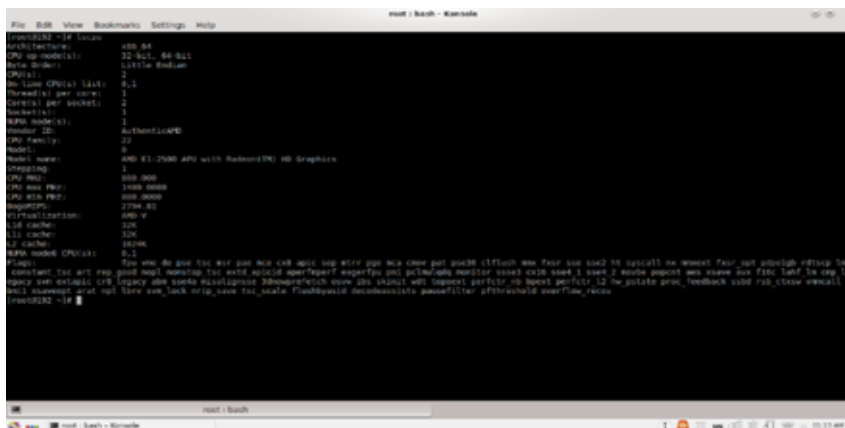 root : bash - Konsole
File Edit View Bookmarks Settings Help
[root@192 ~]# lscpu
Architecture: x86_64
CPU op-mode(s): 32-bit, 64-bit
Byte Order: Little Endian
CPU(s): 2
On-line CPU(s) list: 0,1
Thread(s) per core: 1
Core(s) per socket: 2
Socket(s): 1
NUMA node(s): 1
Vendor ID: AuthenticAMD
CPU family: 22
Model: 0
Model name: AMD E1-2500 APU with Radeon(TM) HD Graphics
Stepping: 1
CPU MHz: 800.000
CPU max MHz: 1400.0000
CPU min MHz: 800.0000
BogoMIPS: 2794.81
Virtualization: AMD-V
L1d cache: 32K
L1i cache: 32K
L2 cache: 1024K
NUMA node0 CPU(s): 0,1
Flags: fpu vme de pse tsc msr pae mce cx8 apic sep mtrr pge mca cmov pat pse36 clflush mmx fxsr sse sse2 ht syscall nx mmxext fxsr_opt pdpe1gb rdtscp lm
constant_tsc art rep_good nopl nonstop_tsc extd_apicid aperfmperf eagerfpu pni pclmulqdq monitor ssse3 cx16 sse4_1 sse4_2 movbe popcnt aes xsave avx f16c lahf_lm cmp_l
egacy svm extapic cr8_legacy abm sse4a misalignsse 3dnowprefetch osvw ibs skinit wdt topoext perfctr_nb bpext perfctr_l2 hw_pstate proc_feedback ssbd rsb_ctxsw vmmcall
bmi1 xsaveopt arat npt lbrv svm_lock nrip_save tsc_scale flushbyasid decodeassists pausefilter pfthreshold overflow_recov
[root@192 ~]#
root : bash
root : bash - Konsole